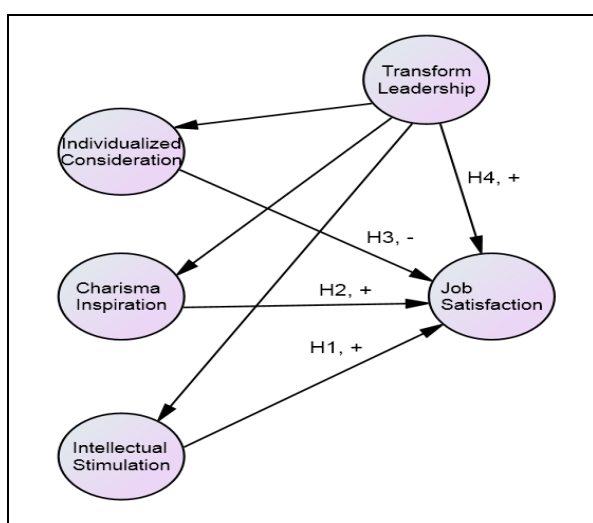 Transform
Leadership
Individualized
Consideration
H4, +
H3, -
Charisma
Inspiration
H2, +
Job
Satisfaction
H1, +
Intellectual
Stimulation